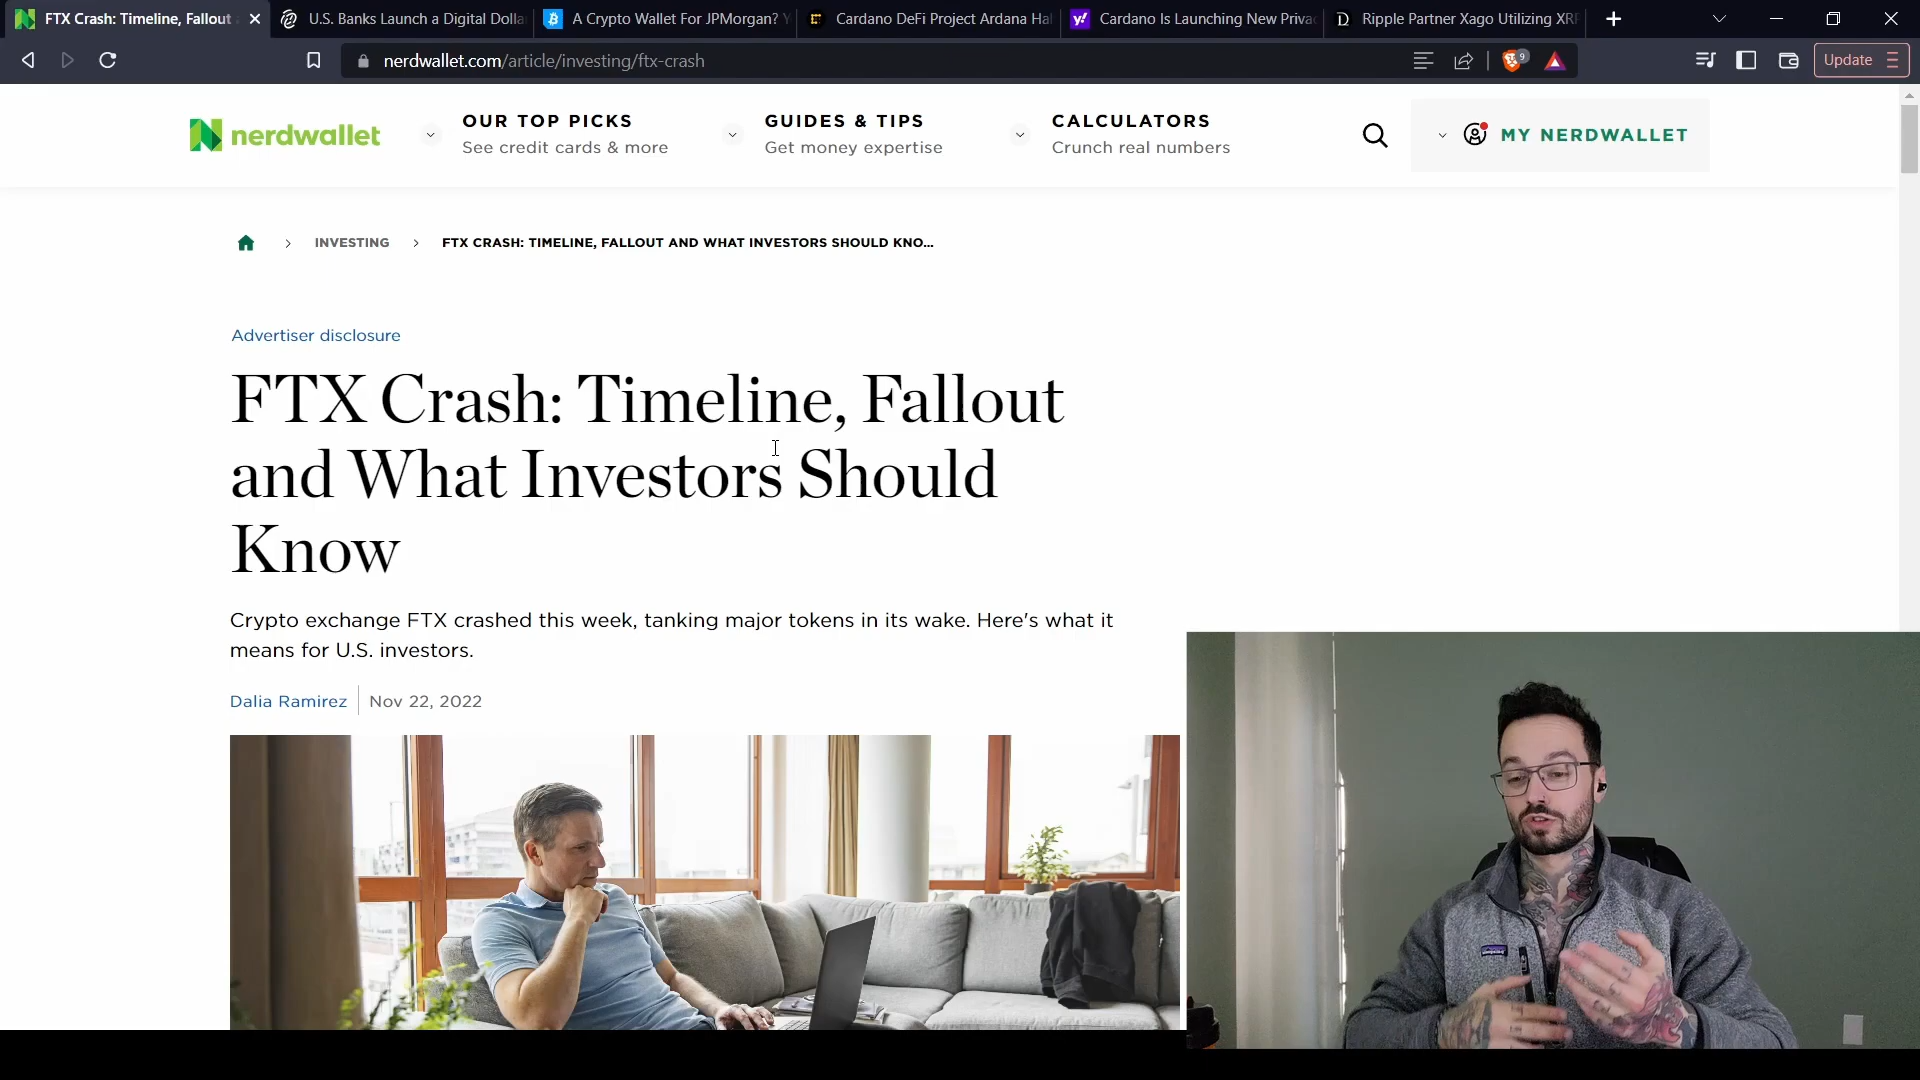 FTX Crash: Timeline, Fallout
U.S. Banks Launch a Digital Dolla
A Crypto Wallet For JPMorgan?
Cardano DeFi Project Ardana Hal
Cardano Is Launching New Privac
Ripple Partner Xago Utilizing XRP
nerdwallet.com/article/investing/ftx-crash
9
Update
nerdwallet
OUR TOP PICKS
See credit cards & more
GUIDES & TIPS
Get money expertise
CALCULATORS
Crunch real numbers
MY NERDWALLET
INVESTING
FTX CRASH: TIMELINE, FALLOUT AND WHAT INVESTORS SHOULD KNO...
Advertiser disclosure
FTX Crash: Timeline, Fallout
and What Investors Should
Know
Crypto exchange FTX crashed this week, tanking major tokens in its wake. Here's what it
means for U.S. investors.
Dalia Ramirez
Nov 22, 2022